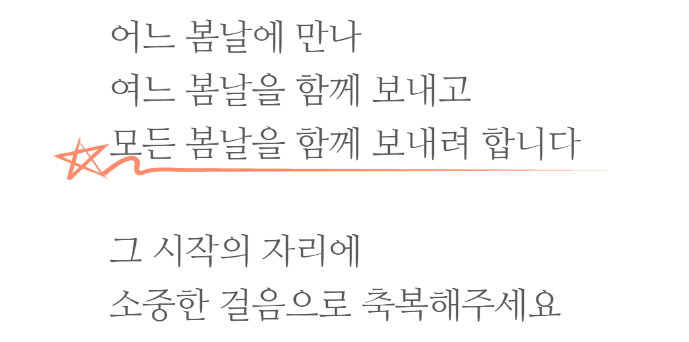 어느 봄날에 만나
여느 봄날을 함께 보내고
모든 봄날을 함께 보내려 합니다
그 시작의 자리에
소중한 걸음으로 축복해주세요